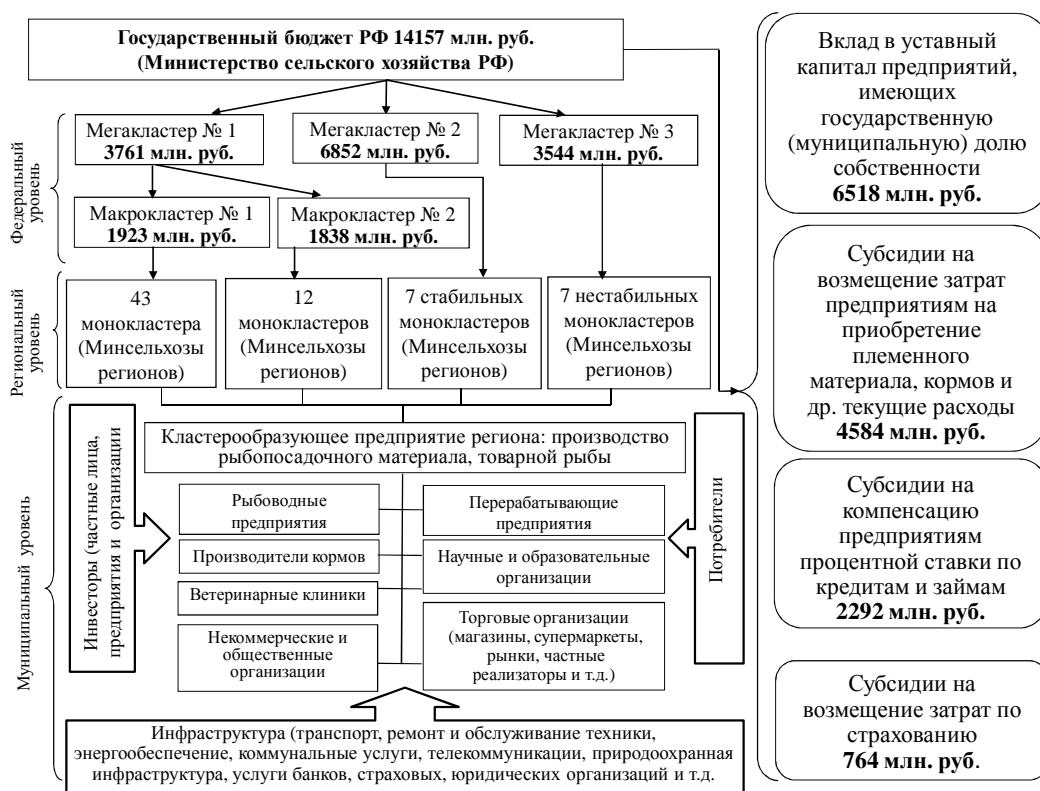 Государственный бюджет РФ 14157 млн. руб.
(Министерство сельского хозяйства РФ)
Федеральный
уровень
Мегакластер № 1
3761 млн. руб.
Мегакластер № 2
6852 млн. руб.
Мегакластер № 3
3544 млн. руб.
Макрокластер № 1
1923 млн. руб.
Макрокластер № 2
1838 млн. руб.
Региональный
уровень
43
монокластера
(Минсельхозы
регионов)
12
монокластеров
(Минсельхозы
регионов)
7 стабильных
монокластеров
(Минсельхозы
регионов)
7 нестабильных
монокластеров
(Минсельхозы
регионов)
Муниципальный уровень
Инвесторы (частные лица,
предприятия и  организации
Кластерообразующее предприятие региона: производство
рыбопосадочного материала, товарной рыбы
Рыбоводные
предприятия
Производители кормов
Ветеринарные клиники
Некоммерческие и
общественные
организации
Перерабатывающие
предприятия
Научные и образовательные
организации
Торговые организации
(магазины, супермаркеты,
рынки, частные
реализаторы и т.д.)
Потребители
Инфраструктура (транспорт, ремонт и обслуживание техники,
энергообеспечение, коммунальные услуги, телекоммуникации, природоохранная
инфраструктура, услуги банков, страховых, юридических организаций и т.д.
Вклад в уставный
капитал предприятий,
имеющих
государственную
(муниципальную) долю
собственности
6518 млн. руб.
Субсидии на
возмещение затрат
предприятиям на
приобретение
племенного
материала, кормов и
др. текущие расходы
4584 млн. руб.
Субсидии на
компенсацию
предприятиям
процентной ставки по
кредитам и займам
2292 млн. руб.
Субсидии на
возмещение затрат по
страхованию
764 млн. руб.